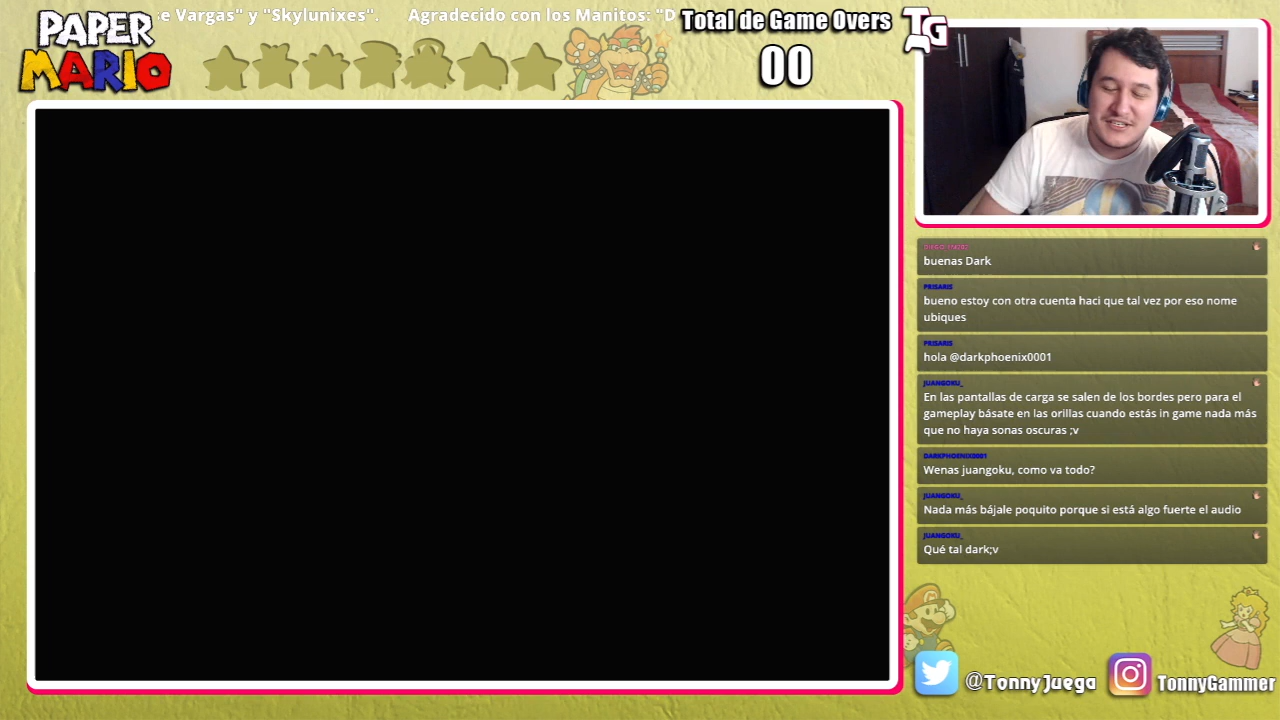 se Vargas" y "Skylunixes". Agradecido con los Manitos: "D
PAPER
MARIO
Total de Game Overs
00
TG
buenas Dark
PRISARIS
bueno estoy con otra cuenta haci que tal vez por eso nome
ubiques
PRISARIS
hola @darkphoenix0001
JUANGOKU_
En las pantallas de carga se salen de los bordes pero para el
gameplay básate en las orillas cuando estás in game nada más
que no haya sonas oscuras ;v
DARKPHOENIX0001
Wenas juangoku, como va todo?
JUANGOKU_
Nada más bájale poquito porque si está algo fuerte el audio
JUANGOKU_
Qué tal dark;v
@TonnyJuega
TonnyGammer